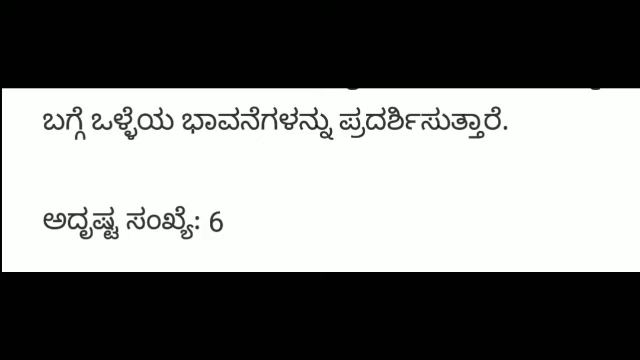 ಬಗ್ಗೆ ಒಳ್ಳೆಯ ಭಾವನೆಗಳನ್ನು ಪ್ರದರ್ಶಿಸುತ್ತಾರೆ.
ಅದೃಷ್ಟ ಸಂಖ್ಯೆ: 6